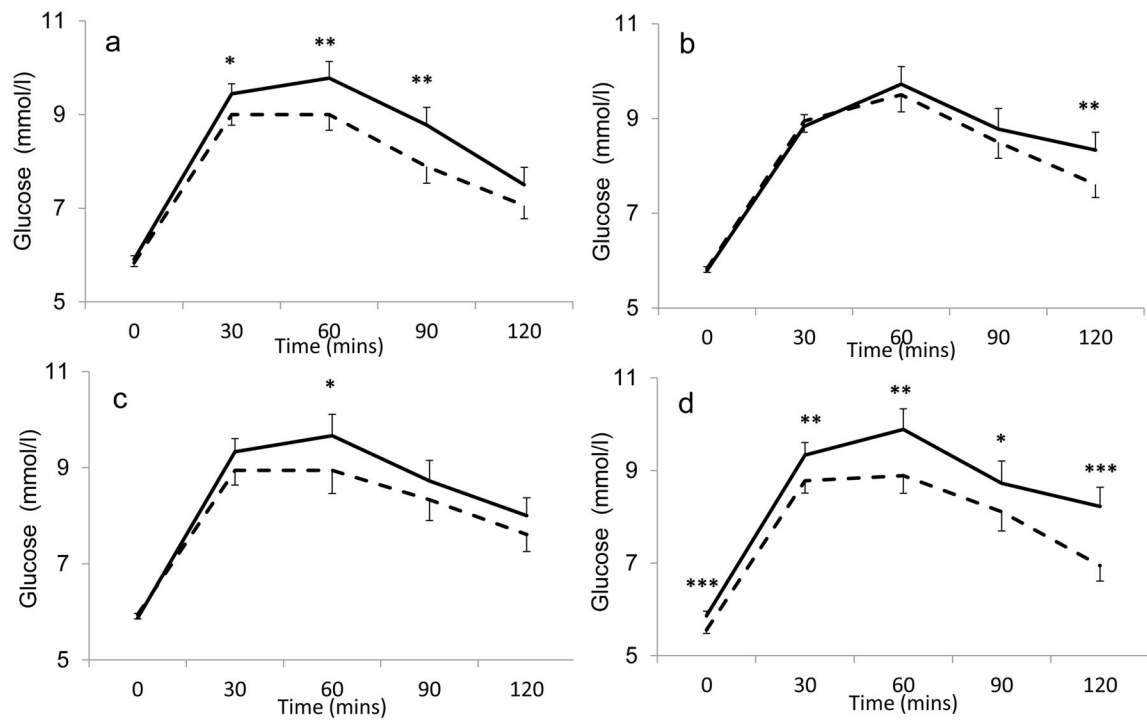 a
Glucose (mmol/l)
11
9
7
5
* ** **
0 30 60 90 120
Time (mins)
b
Glucose (mmol/l)
11
9
7
5
**
0 30 60 90 120
Time (mins)
c
Glucose (mmol/l)
11
9
7
5
*
0 30 60 90 120
Time (mins)
d
Glucose (mmol/l)
11
9
7
5
*** ** ** * ***
0 30 60 90 120
Time (mins)